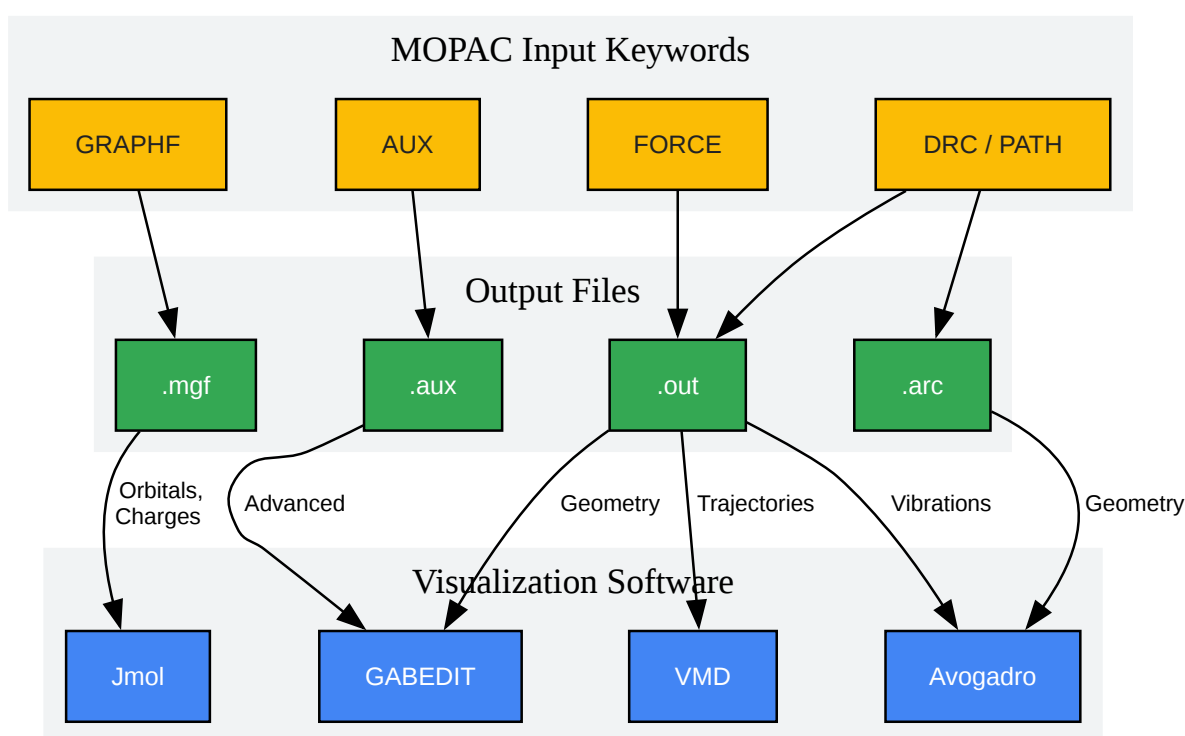 MOPAC Input Keywords
GRAPHF
AUX
FORCE
DRC / PATH
Output Files
.mgf
.aux
.out
.arc
Orbitals,
Charges
Advanced
Geometry
Trajectories
Vibrations
Geometry
Visualization Software
Jmol
GABEDIT
VMD
Avogadro